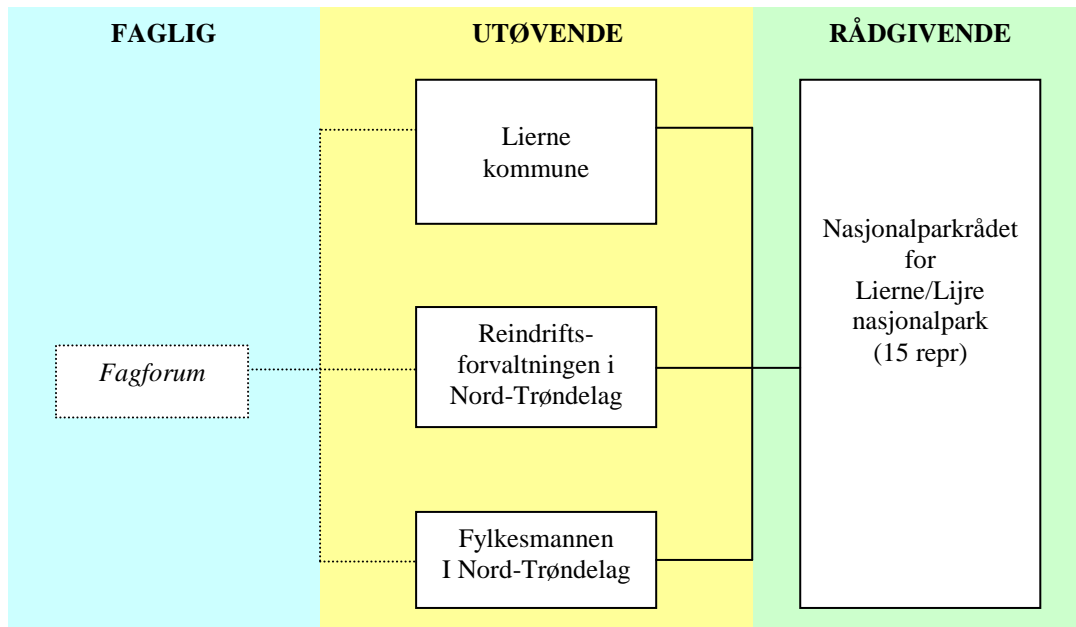 FAGLIG
UTØVENDE
RÅDGIVENDE
Lierne
kommune
Nasjonalparkrådet
for
Lierne/Lijre
nasjonalpark
(15 repr)
Reindrifts-
forvaltningen i
Nord-Trøndelag
Fagforum
Fylkesmannen
I Nord-Trøndelag